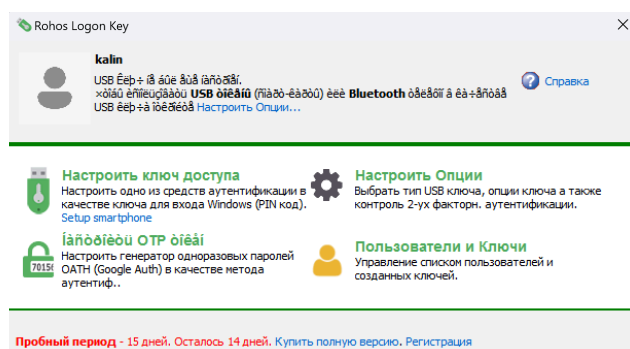 Rohos Logon Key
kalin
USB Êëþ÷ íå áûë åùå íàñòðîåí.
×òîáû èñïîëüçîâàòü USB òîêåíû (ñìàðò-êàðòû) èëè Bluetooth òåëåôîí â êà÷åñòâå
USB êëþ÷à îòêðîéòå Настроить Опции...
Справка
Настроить ключ доступа
Настроить одно из средств аутентификации в
качестве ключа для входа Windows (PIN код).
Setup smartphone
Настроить Опции
Выбрать тип USB ключа, опции ключа а также
контроль 2-ух факторн. аутентификации.
Íàñòðîèòü OTP òîêåí
Настроить генератор одноразовых паролей
OATH (Google Auth) в качестве метода
аутентиф..
70156
Пользователи и Ключи
Управление списком пользователей и
созданных ключей.
Пробный период - 15 дней. Осталось 14 дней. Купить полную версию. Регистрация